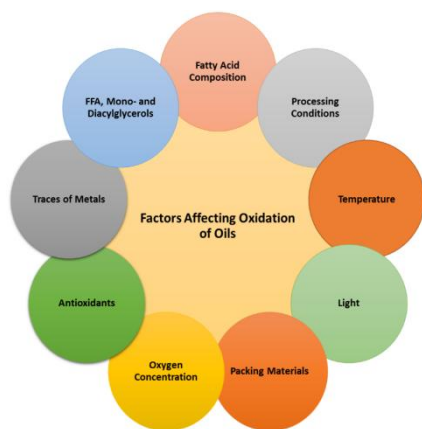 Fatty Acid
Composition
FFA, Mono- and
Diacylglycerols
Processing
Conditions
Traces of Metals
Temperature
Factors Affecting Oxidation
of Oils
Antioxidants
Light
Oxygen
Concentration
Packing Materials